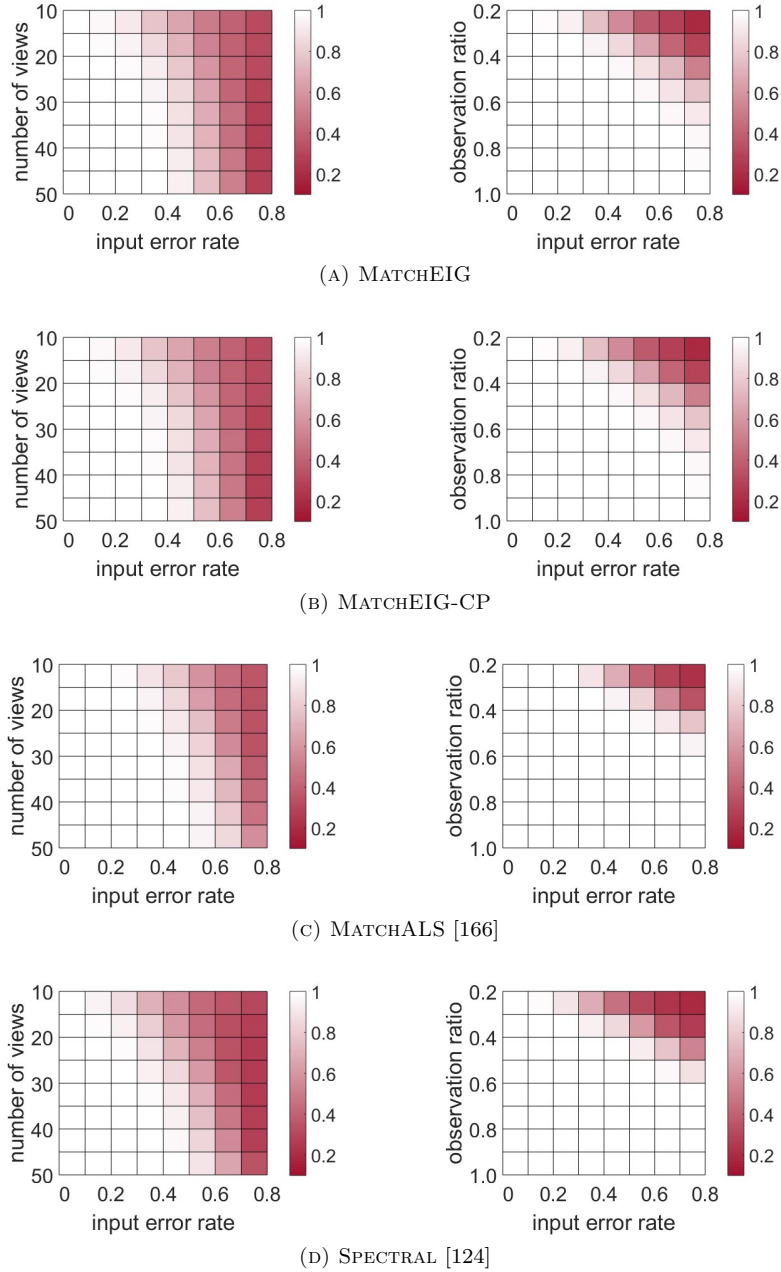 10
20
30
40
50
number of views
0 0.2 0.4 0.6 0.8
input error rate
1
0.8
0.6
0.4
0.2
0.2
0.4
0.6
0.8
1.0
observation ratio
0 0.2 0.4 0.6 0.8
input error rate
1
0.8
0.6
0.4
0.2
(A) MATCHEIG
10
20
30
40
50
number of views
0 0.2 0.4 0.6 0.8
input error rate
1
0.8
0.6
0.4
0.2
0.2
0.4
0.6
0.8
1.0
observation ratio
0 0.2 0.4 0.6 0.8
input error rate
1
0.8
0.6
0.4
0.2
(B) MATCHEIG-CP
10
20
30
40
50
number of views
0 0.2 0.4 0.6 0.8
input error rate
1
0.8
0.6
0.4
0.2
0.2
0.4
0.6
0.8
1.0
observation ratio
0 0.2 0.4 0.6 0.8
input error rate
1
0.8
0.6
0.4
0.2
(C) MATCHALS [166]
10
20
30
40
50
number of views
0 0.2 0.4 0.6 0.8
input error rate
1
0.8
0.6
0.4
0.2
0.2
0.4
0.6
0.8
1.0
observation ratio
0 0.2 0.4 0.6 0.8
input error rate
1
0.8
0.6
0.4
0.2
(D) SPECTRAL [124]